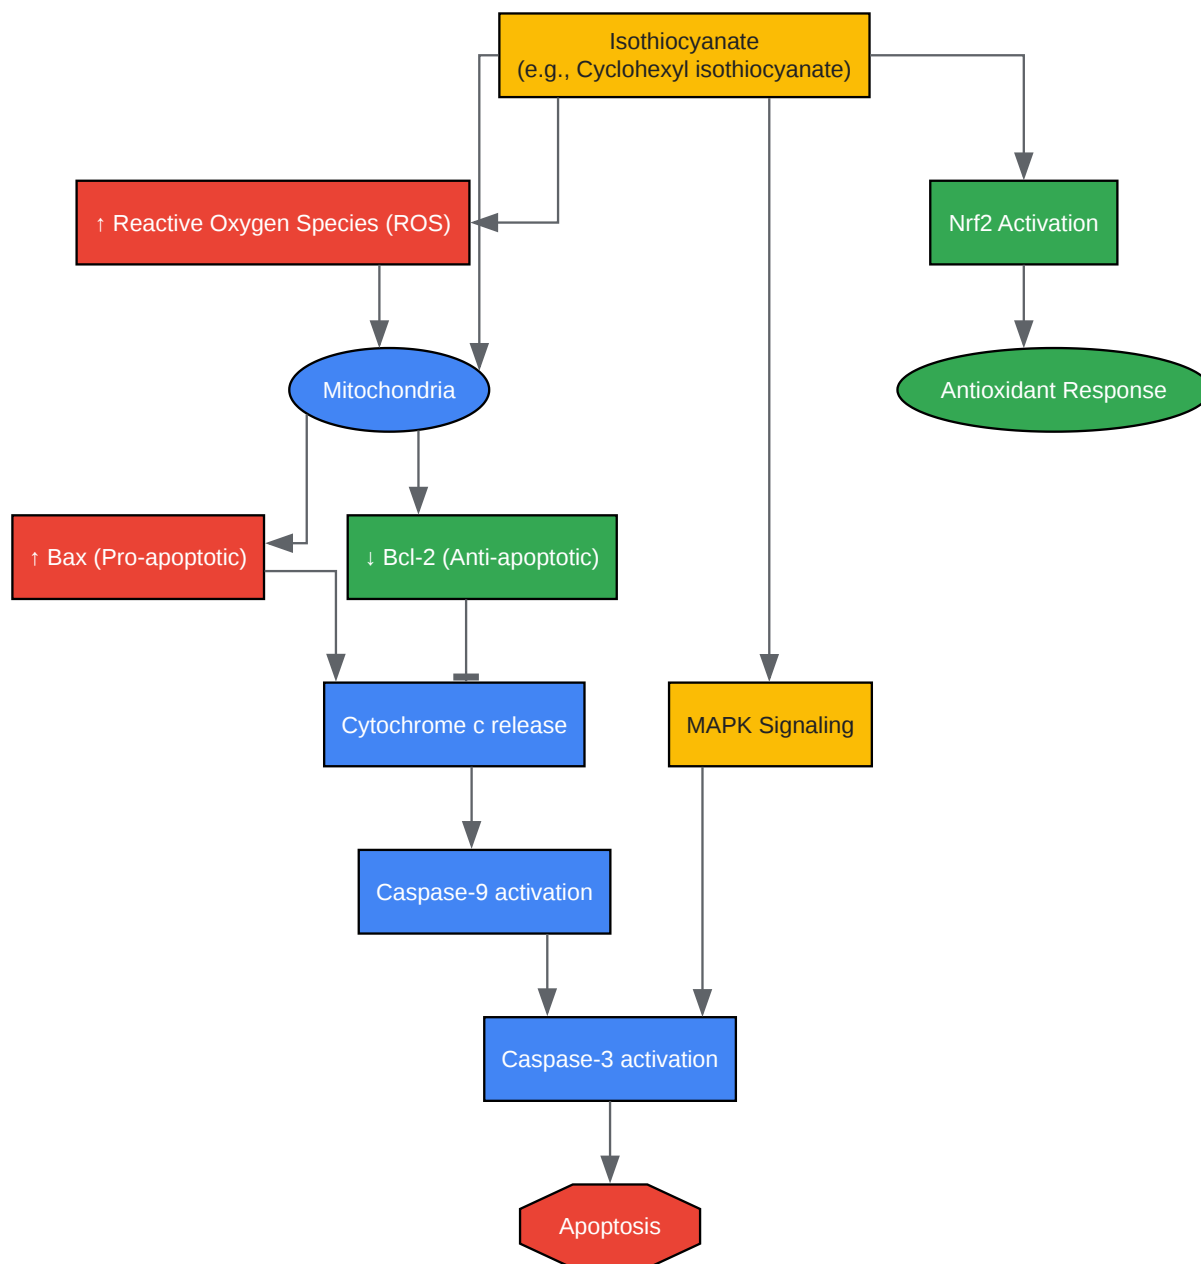 Isothiocyanate
(e.g., Cyclohexyl isothiocyanate)
↑ Reactive Oxygen Species (ROS)
Nrf2 Activation
Mitochondria
Antioxidant Response
↑ Bax (Pro-apoptotic)
↓ Bcl-2 (Anti-apoptotic)
Cytochrome c release
MAPK Signaling
Caspase-9 activation
Caspase-3 activation
Apoptosis